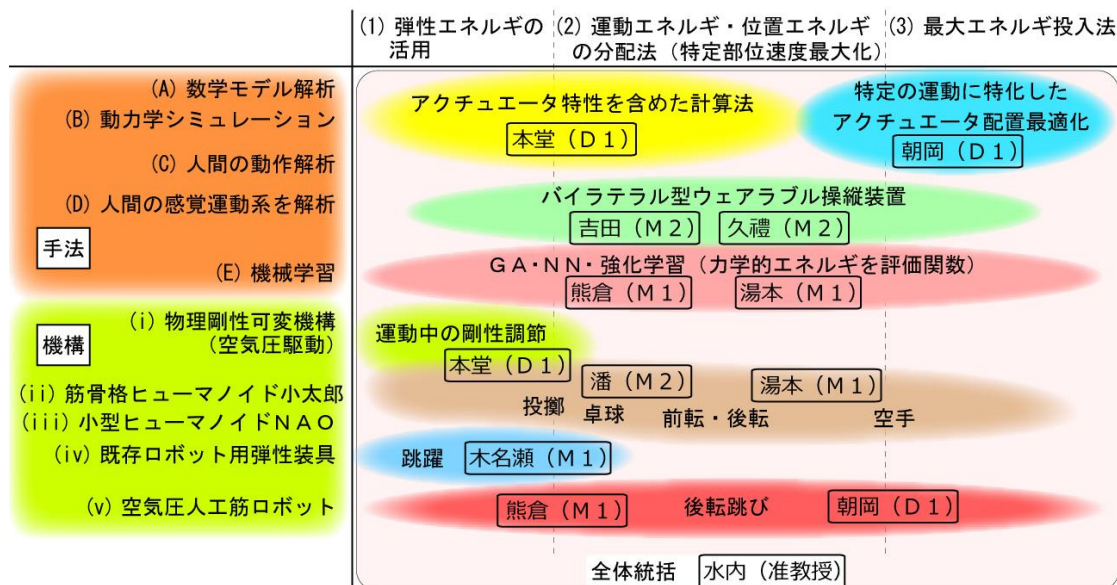 (1) 弾性エネルギの
活用
(2) 運動エネルギ・位置エネルギ
の分配法（特定部位速度最大化）
(3) 最大エネルギ投入法
手法
(A) 数学モデル解析
(B) 動力学シミュレーション
(C) 人間の動作解析
(D) 人間の感覚運動系を解析
(E) 機械学習
アクチュエータ特性を含めた計算法
本堂（Ｄ１）
特定の運動に特化した
アクチュエータ配置最適化
朝岡（Ｄ１）
バイラテラル型ウェアラブル操縦装置
吉田（Ｍ２）
久禮（Ｍ２）
ＧＡ・ＮＮ・強化学習（力学的エネルギを評価関数）
熊倉（Ｍ１）
湯本（Ｍ１）
機構
(i) 物理剛性可変機構
(空気圧駆動)
(ii) 筋骨格ヒューマノイド小太郎
(iii) 小型ヒューマノイドＮＡＯ
(iv) 既存ロボット用弾性装具
(v) 空気圧人工筋ロボット
運動中の剛性調節
本堂（Ｄ１）
潘（Ｍ２）
湯本（Ｍ１）
投擲
卓球
前転・後転
空手
跳躍
木名瀬（Ｍ１）
熊倉（Ｍ１）
後転跳び
朝岡（Ｄ１）
全体統括
水内（准教授）